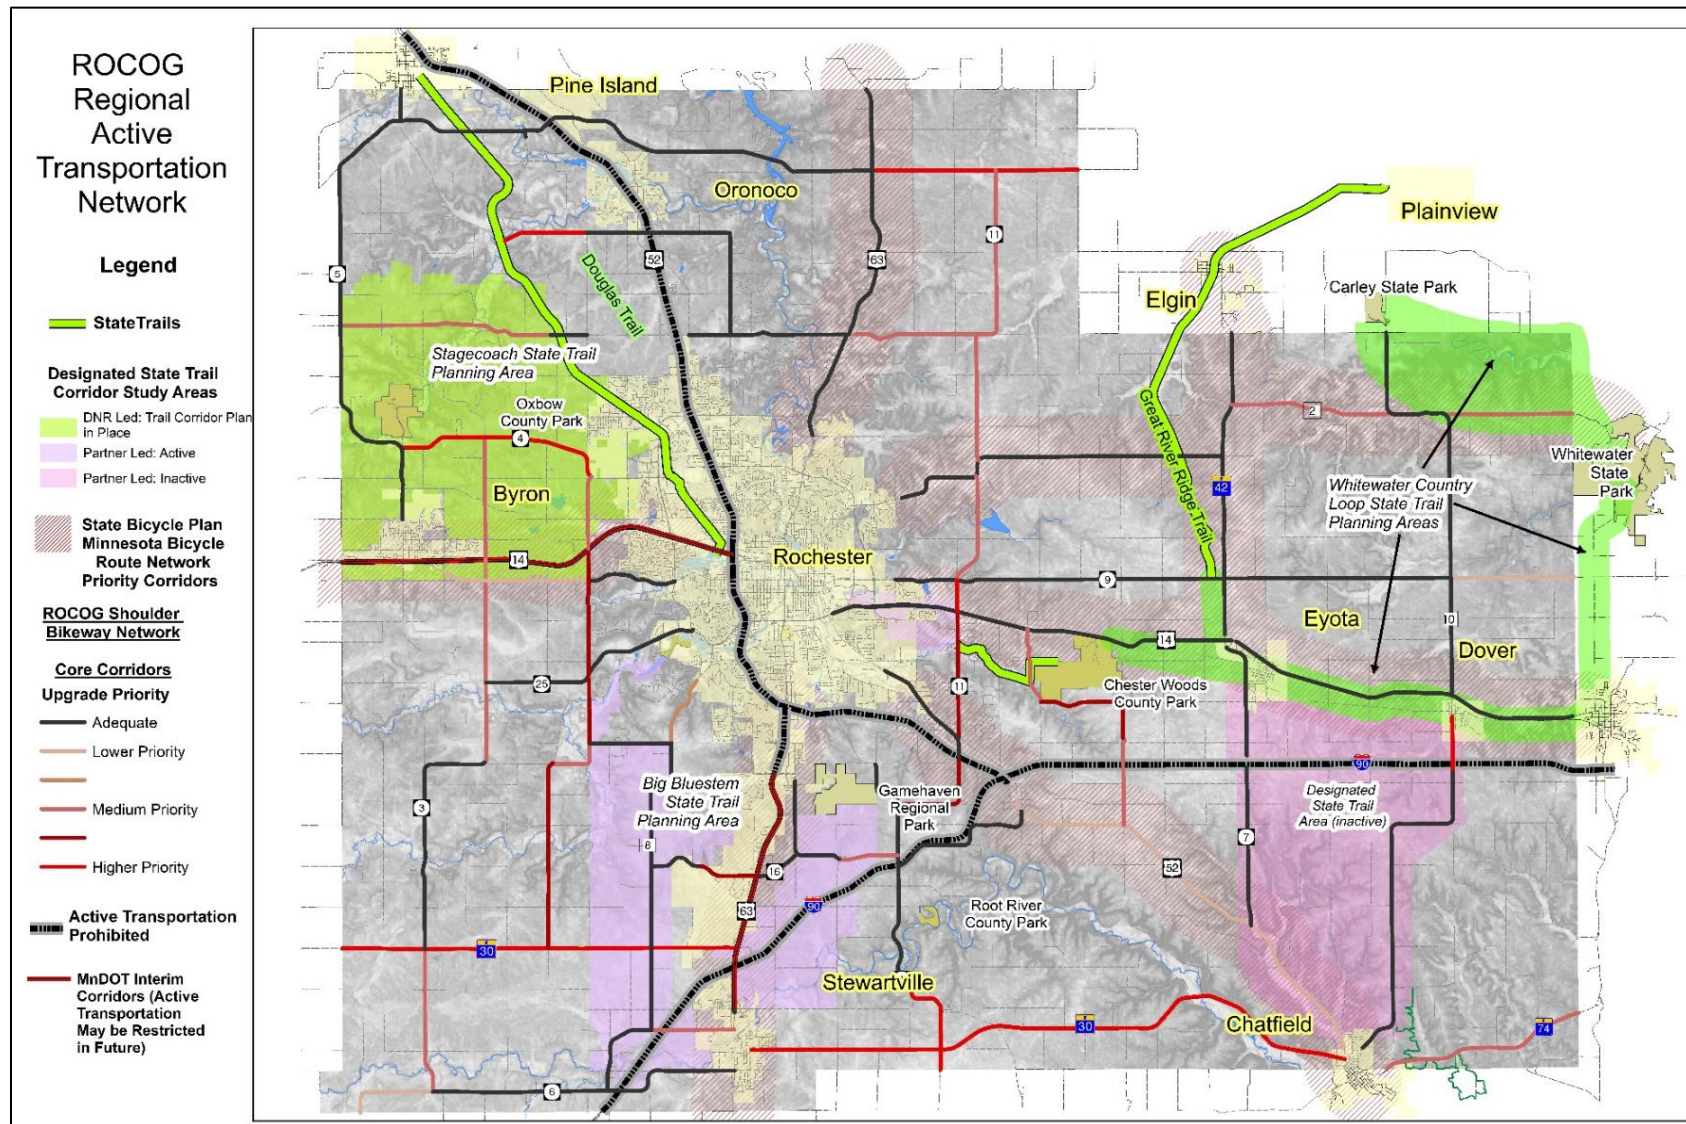 ROCOG
Regional
Active
Transportation
Network
Legend
StateTrails
Designated State Trail
Corridor Study Areas
DNR Led: Trail Corridor Plan
in Place
Partner Led: Active
Partner Led: Inactive
State Bicycle Plan
Minnesota Bicycle
Route Network
Priority Corridors
ROCOG Shoulder
Bikeway Network
Core Corridors
Upgrade Priority
Adequate
Lower Priority
Medium Priority
Higher Priority
Active Transportation
Prohibited
MnDOT Interim
Corridors (Active
Transportation
May be Restricted
in Future)
Pine Island
Oronoco
Plainview
11
52
63
5
Douglas Trail
Elgin
Carley State Park
Stagecoach State Trail
Planning Area
Oxbow
County Park
4
Great River Ridge Trail
2
Byron
42
Whitewater Country
Loop State Trail
Planning Areas
Whitewater
State
Park
14
Rochester
9
Eyota
10
14
Dover
25
11
Chester Woods
County Park
90
3
Big Bluestem
State Trail
Planning Area
Gamehaven
Regional
Park
Designated
State Trail
Area (inactive)
8
7
16
52
63
90
Root River
County Park
30
Stewartville
30
Chatfield
74
6